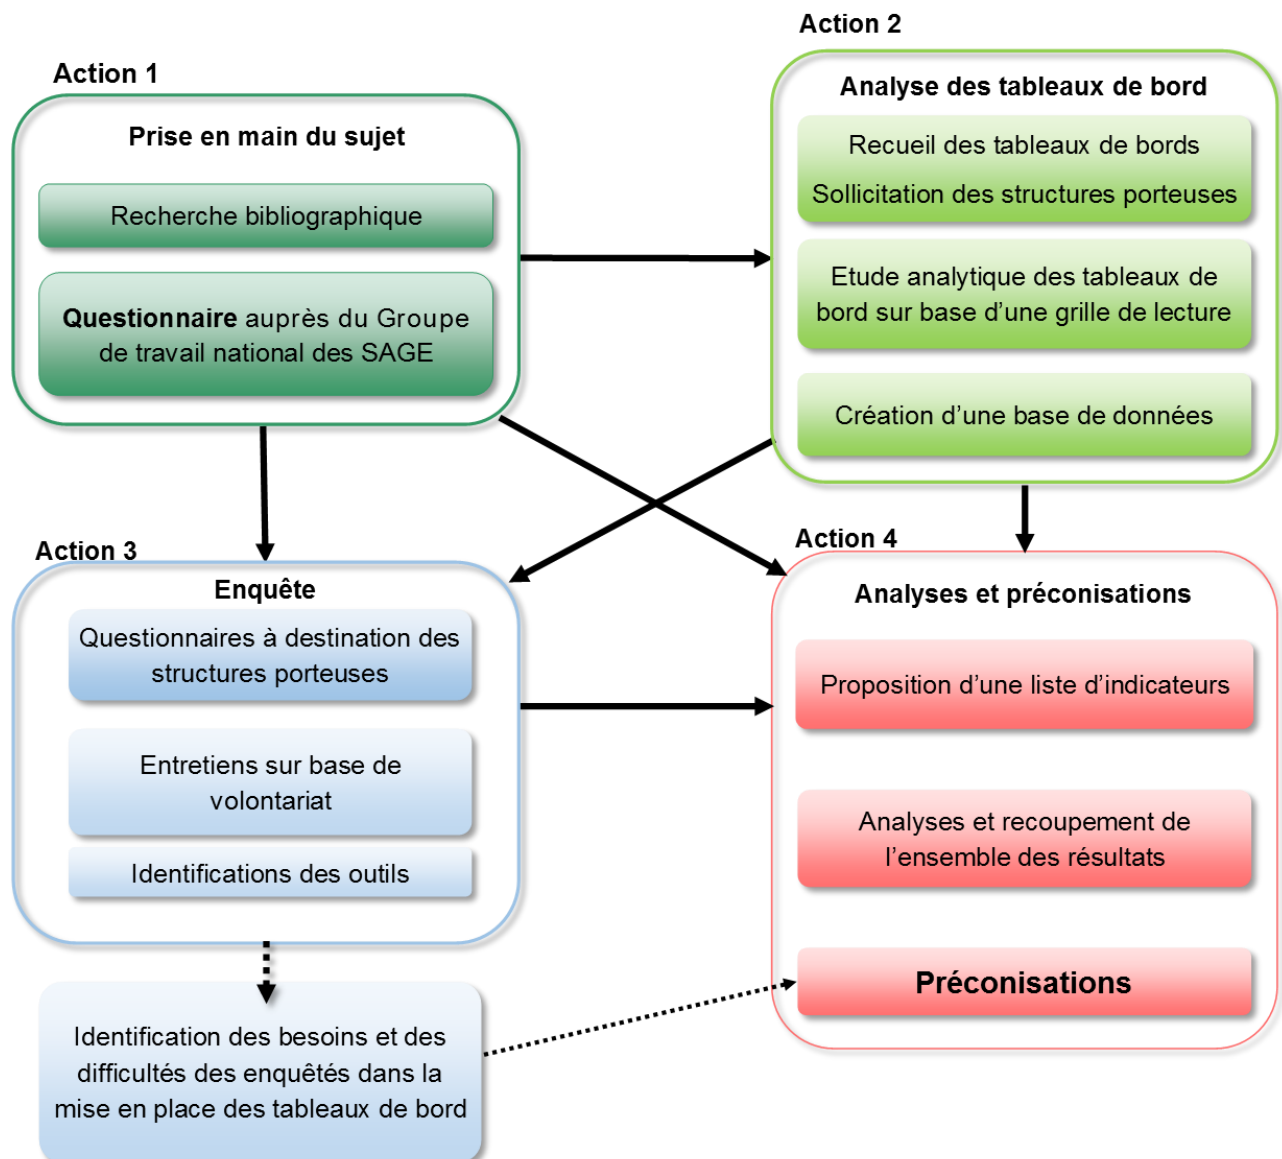 Action 1
Prise en main du sujet
Recherche bibliographique
Questionnaire auprès du Groupe
de travail national des SAGE
Action 2
Analyse des tableaux de bord
Recueil des tableaux de bords
Sollicitation des structures porteuses
Etude analytique des tableaux de
bord sur base d’une grille de lecture
Création d’une base de données
Action 3
Enquête
Questionnaires à destination des
structures porteuses
Entretiens sur base de
volontariat
Identifications des outils
Identification des besoins et des
difficultés des enquêtés dans la
mise en place des tableaux de bord
Action 4
Analyses et préconisations
Proposition d’une liste d’indicateurs
Analyses et recoupement de
l’ensemble des résultats
Préconisations